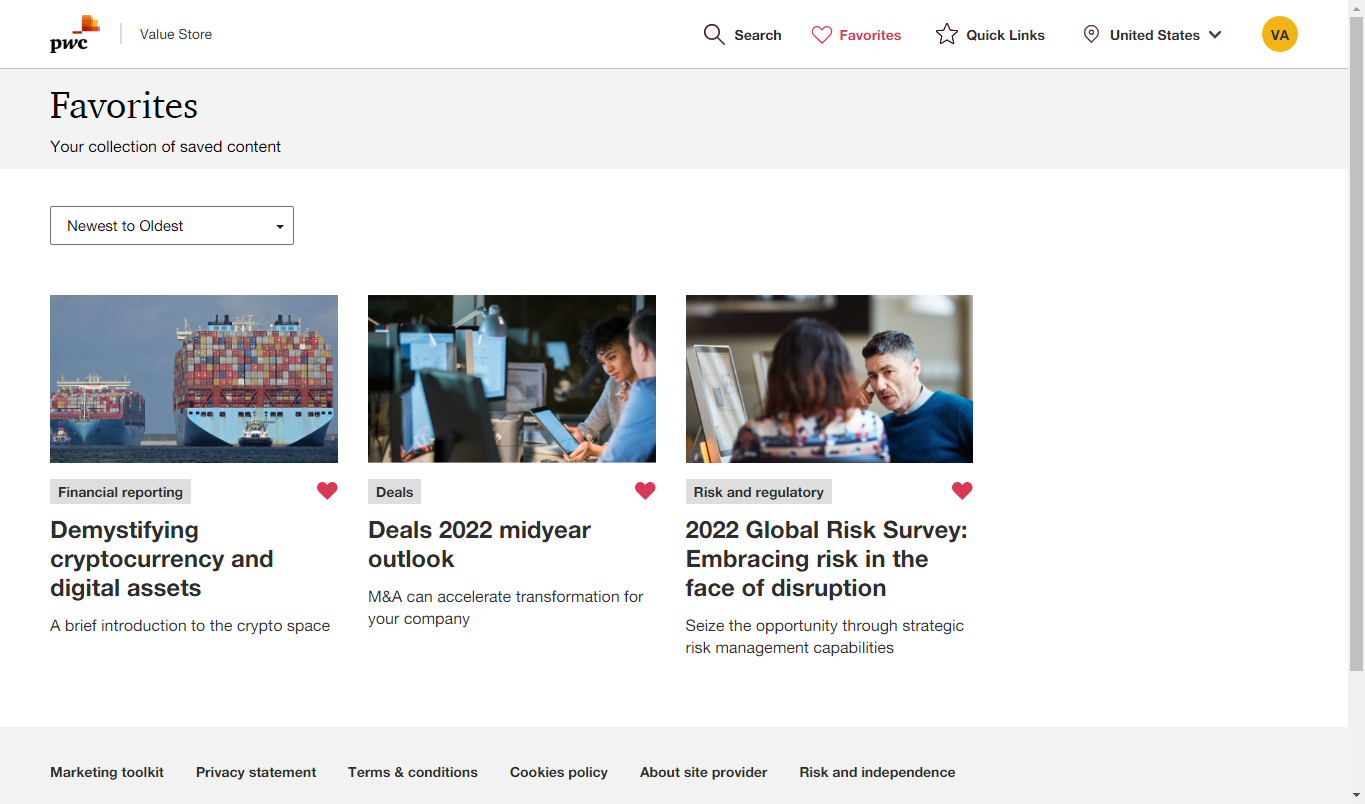 pwc
Value Store
Search
Favorites
Quick Links
United States
VA
Favorites
Your collection of saved content
Newest to Oldest
Financial reporting
Demystifying
cryptocurrency and
digital assets
A brief introduction to the crypto space
Deals
Deals 2022 midyear
outlook
M&A can accelerate transformation for
your company
Risk and regulatory
2022 Global Risk Survey:
Embracing risk in the
face of disruption
Seize the opportunity through strategic
risk management capabilities
Marketing toolkit
Privacy statement
Terms & conditions
Cookies policy
About site provider
Risk and independence